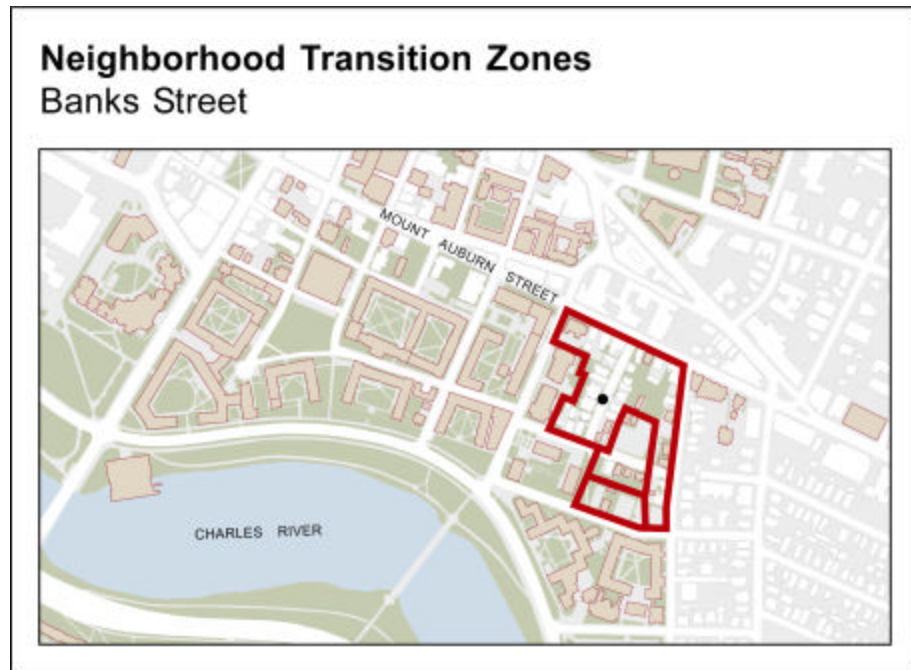 Neighborhood Transition Zones
Banks Street
MOUNT AUBURN STREET
CHARLES RIVER